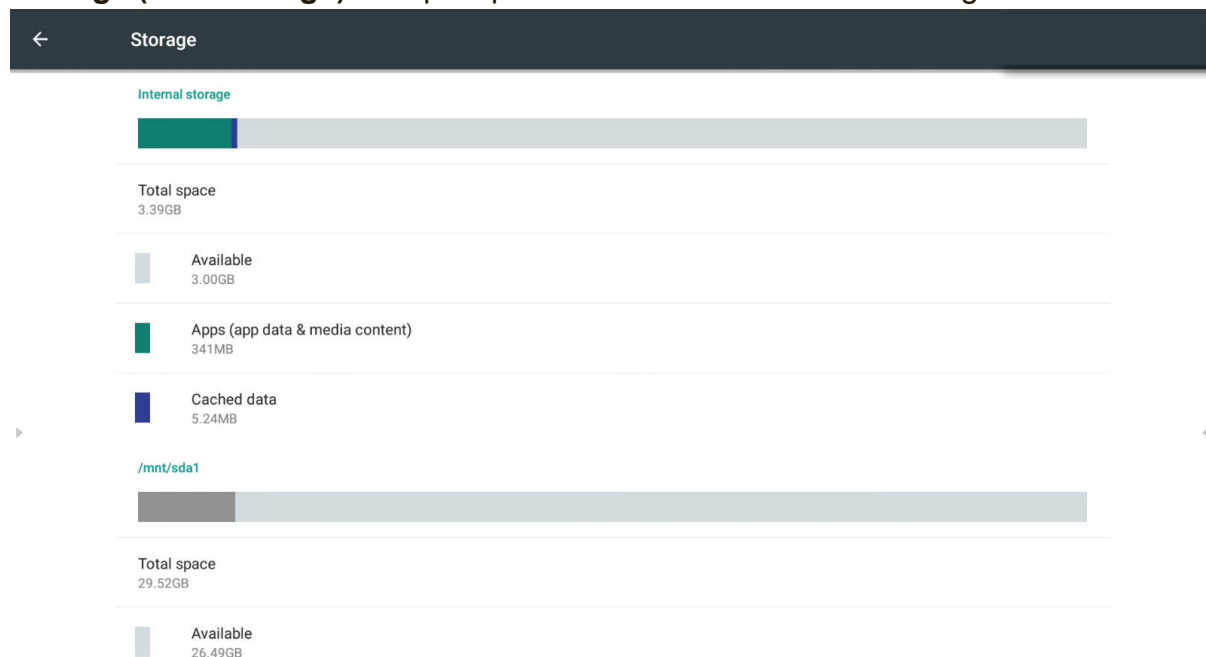 Storage
Internal storage
Total space
3.39GB
Available
3.00GB
Apps (app data & media content)
341MB
Cached data
5.24MB
/mnt/sda1
Total space
29.52GB
Available
26.49GB